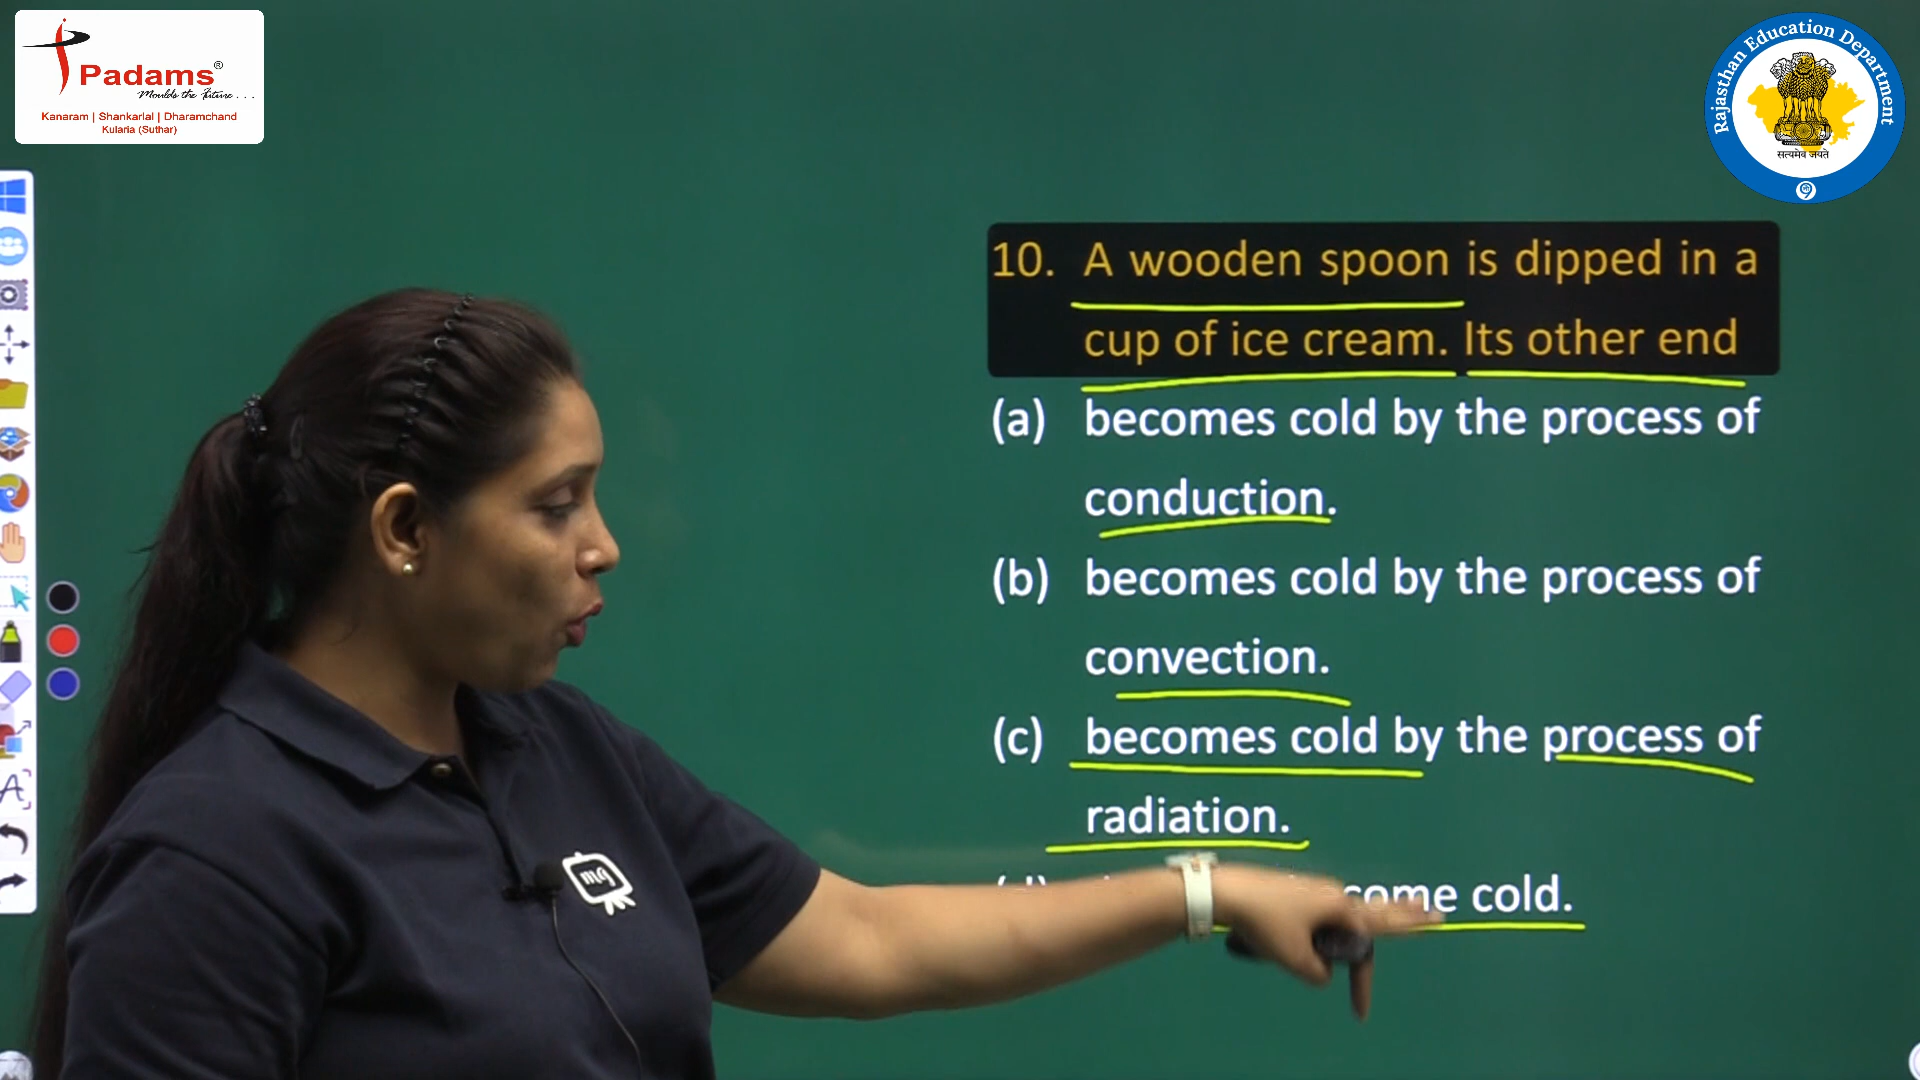 Padams®
Moulds the Future . . .
Kanaram | Shankarlal | Dharamchand
Kularia (Suthar)
Rajasthan Education Department
सत्यमेव जयते
10. A wooden spoon is dipped in a
cup of ice cream. Its other end
(a) becomes cold by the process of
conduction.
(b) becomes cold by the process of
convection.
(c) becomes cold by the process of
radiation.
cold.
mq